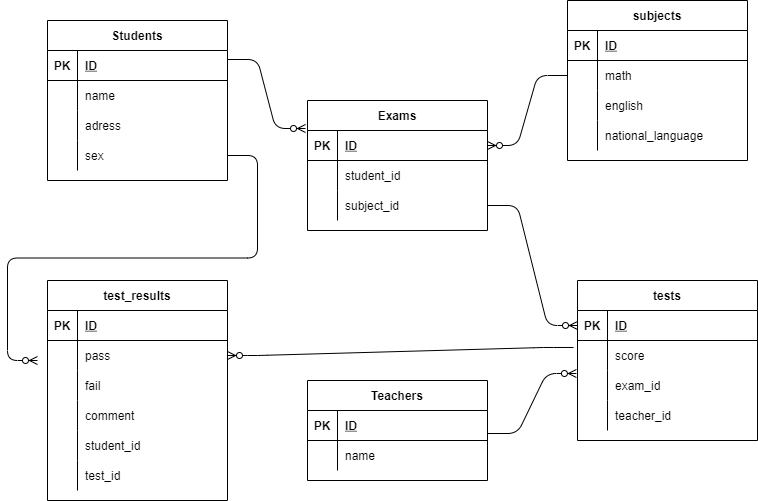 Students
PK ID
name
adress
sex
subjects
PK ID
math
english
national_language
Exams
PK ID
student_id
subject_id
test_results
PK ID
pass
fail
comment
student_id
test_id
tests
PK ID
score
exam_id
teacher_id
Teachers
PK ID
name